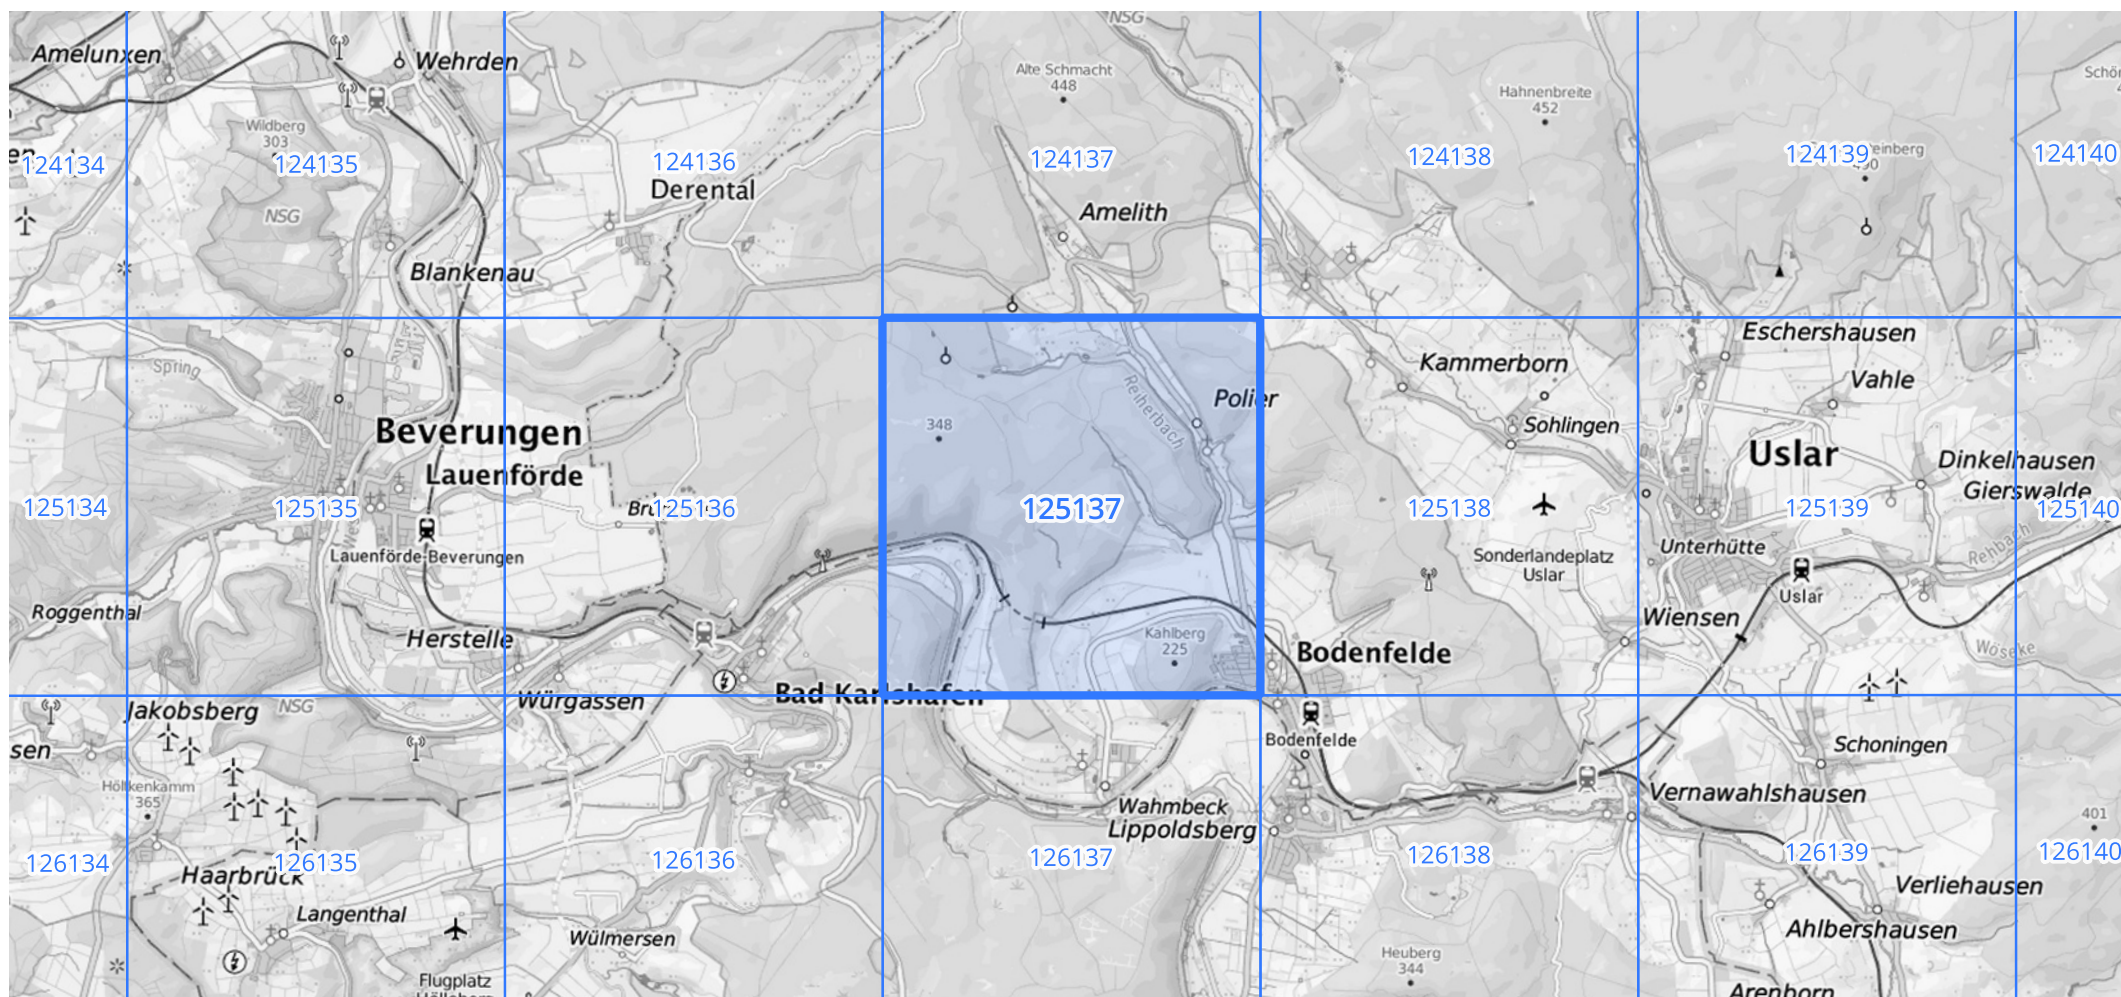 NSG
Amelunxen
Wehrden
Alte Schmacht
448
Hahnenbreite
452
Wildberg
303
124134
124135
124136
124137
124138
124139
124140
Derental
NSG
Amelith
Blankenau
Eschershausen
Spring
Kammerborn
Vahle
Reiherbach
Polier
348
Beverungen
Sohlingen
Uslar
Lauenförde
Dinkelhausen
Gierswalde
125134
125135
125136
125137
125138
125139
125140
Lauenförde-Beverungen
Sonderlandeplatz
Uslar
Unterhütte
Rehbach
Uslar
Roggenthal
Herstelle
Kahlberg
225
Wiensen
Wöseke
Bodenfelde
Bad Karlshafen
Würgassen
Jakobsberg
NSG
sen
Bodenfelde
Schoningen
365
Wahmbeck
Lippoldsberg
Vernawahlshausen
401
126134
126135
126136
126137
126138
126139
126140
Haarbrück
Verliehausen
Langenthal
Ahlbershausen
Wülmersen
Heuberg
344
Flugplatz
Arenborn